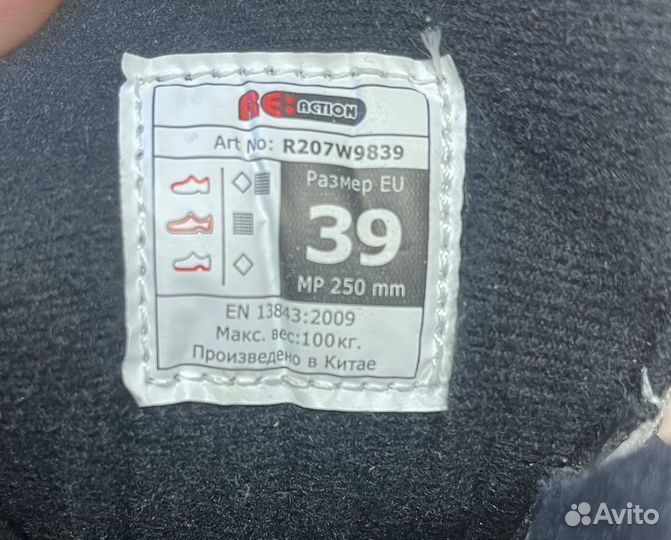 RE:ACTION
Art No: R207W9839
Размер EU
39
MP 250 mm
EN 13843:2009
Макс. вес:100кг.
Произведено в Китае
Avito